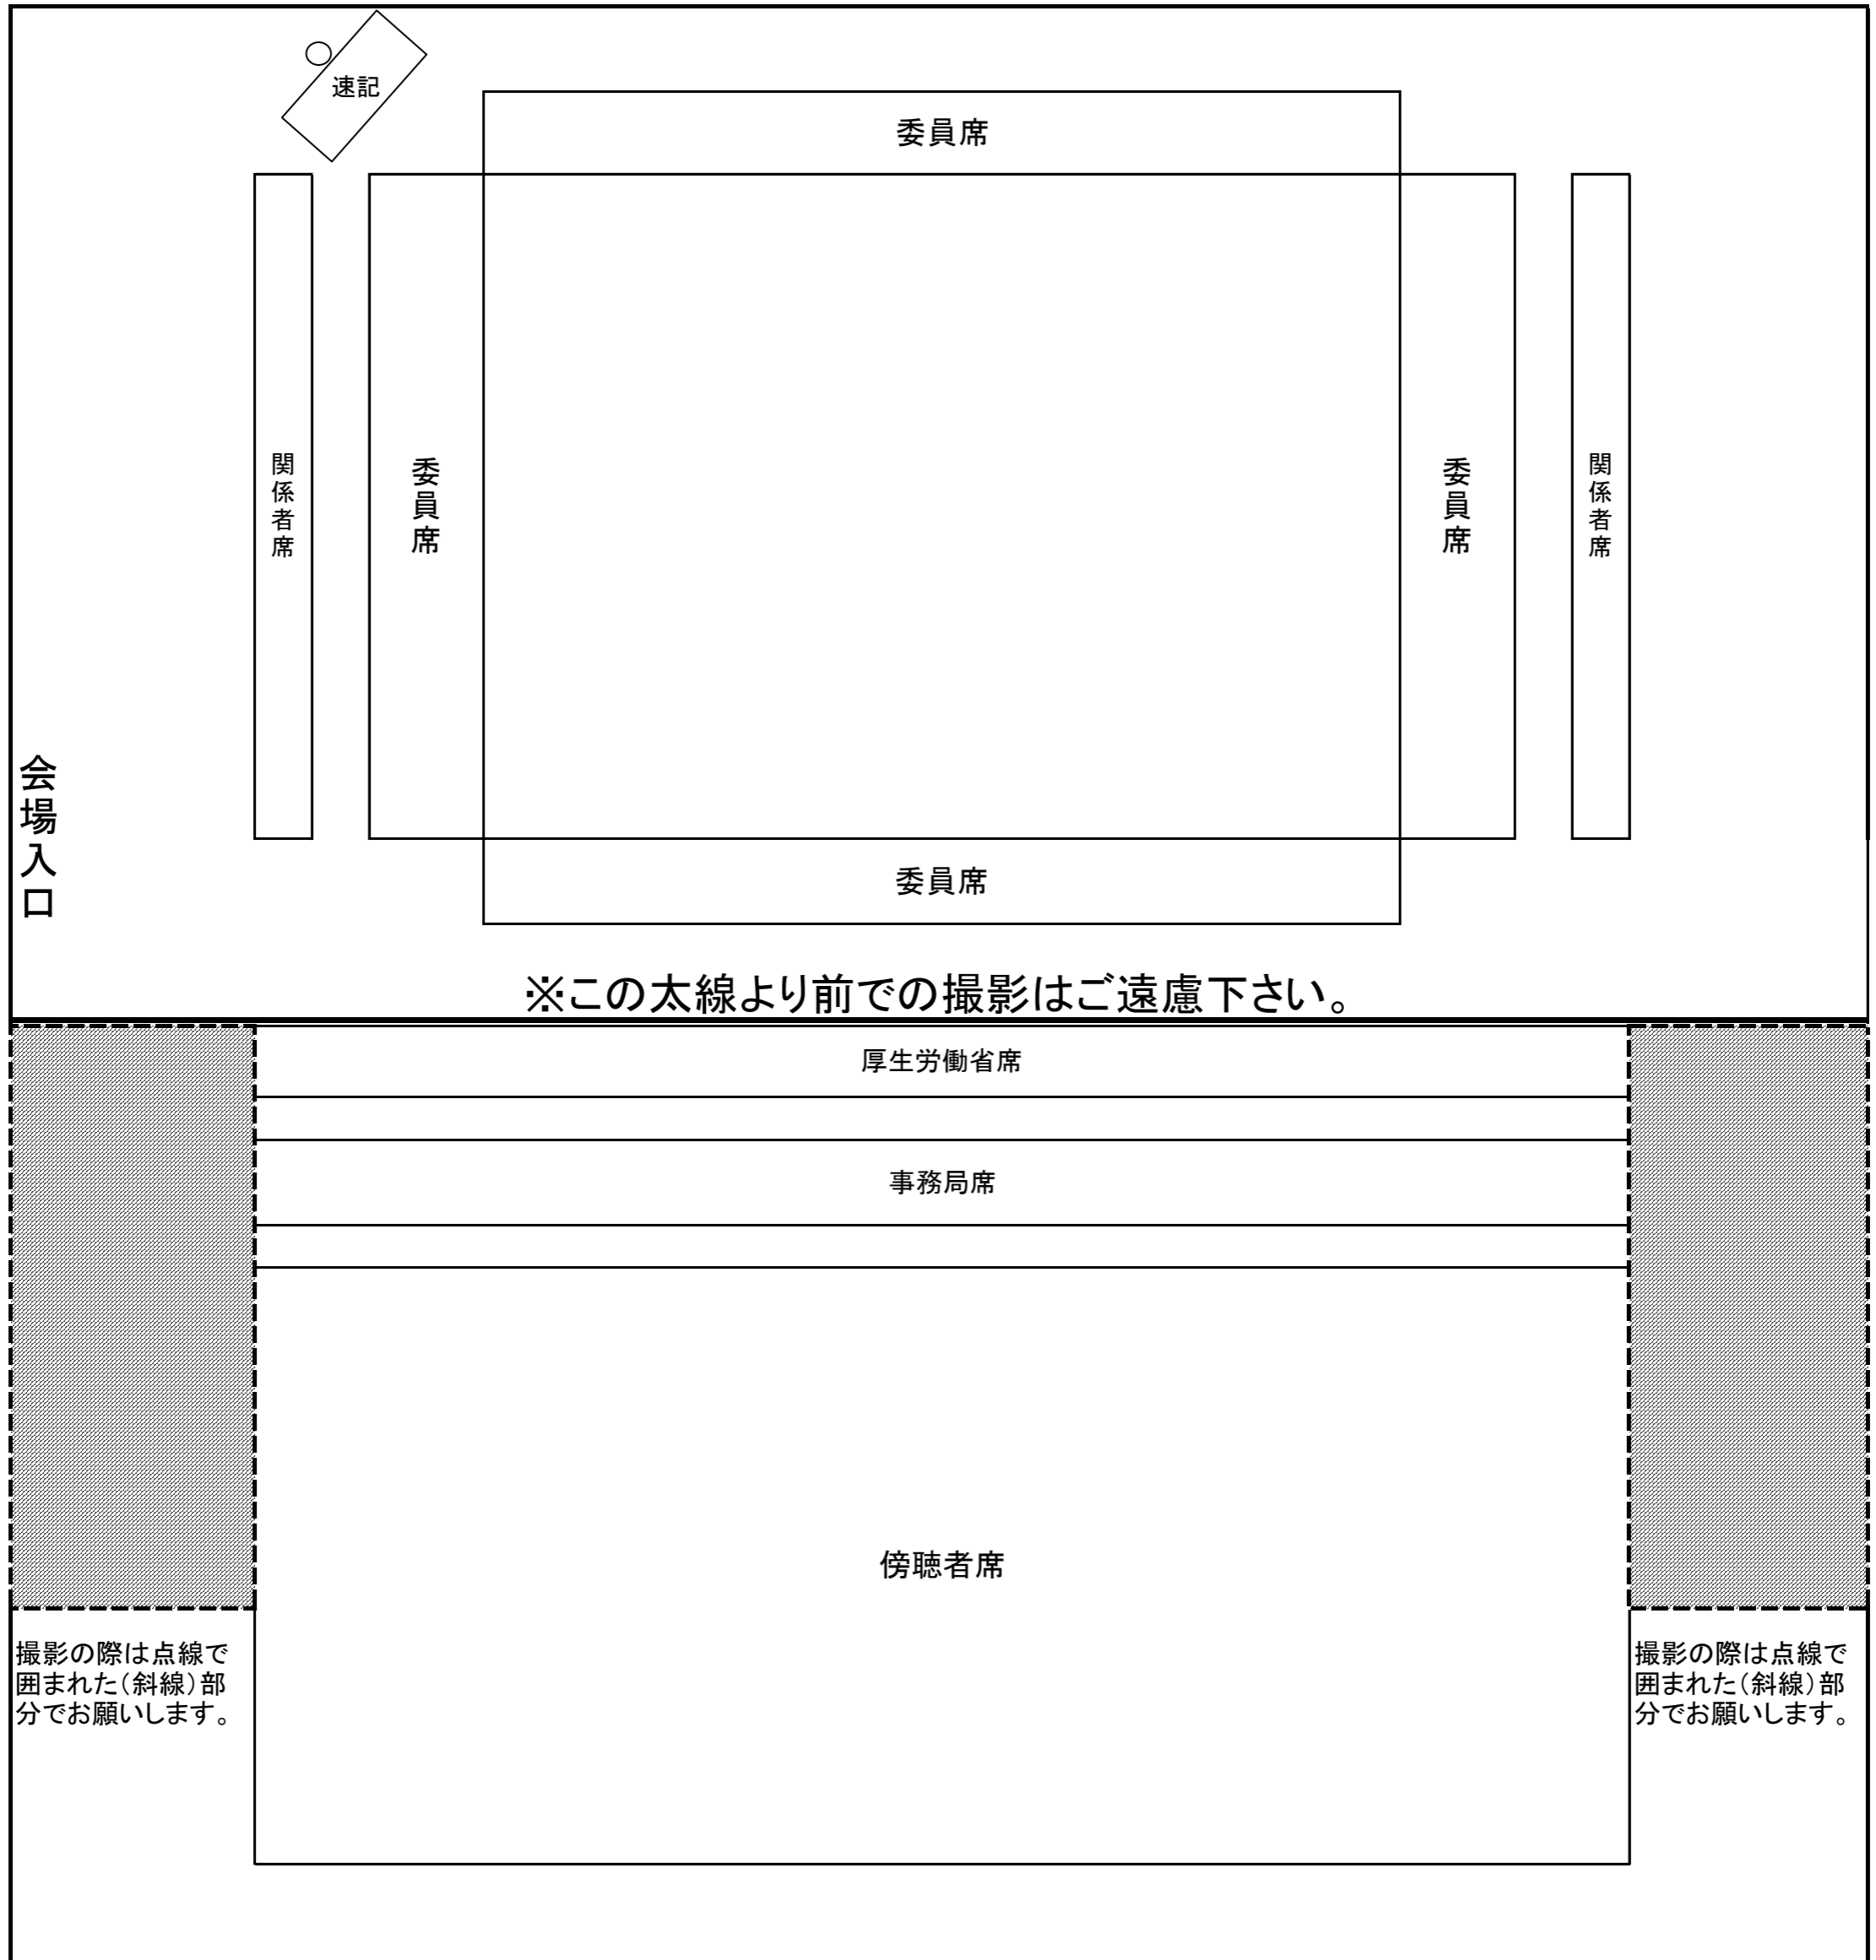 速記
委員席
関係者席
委員席
委員席
関係者席
会場入口
委員席
※この太線より前での撮影はご遠慮下さい。
厚生労働省席
事務局席
傍聴者席
撮影の際は点線で
囲まれた（斜線）部
分でお願いします。
撮影の際は点線で
囲まれた（斜線）部
分でお願いします。